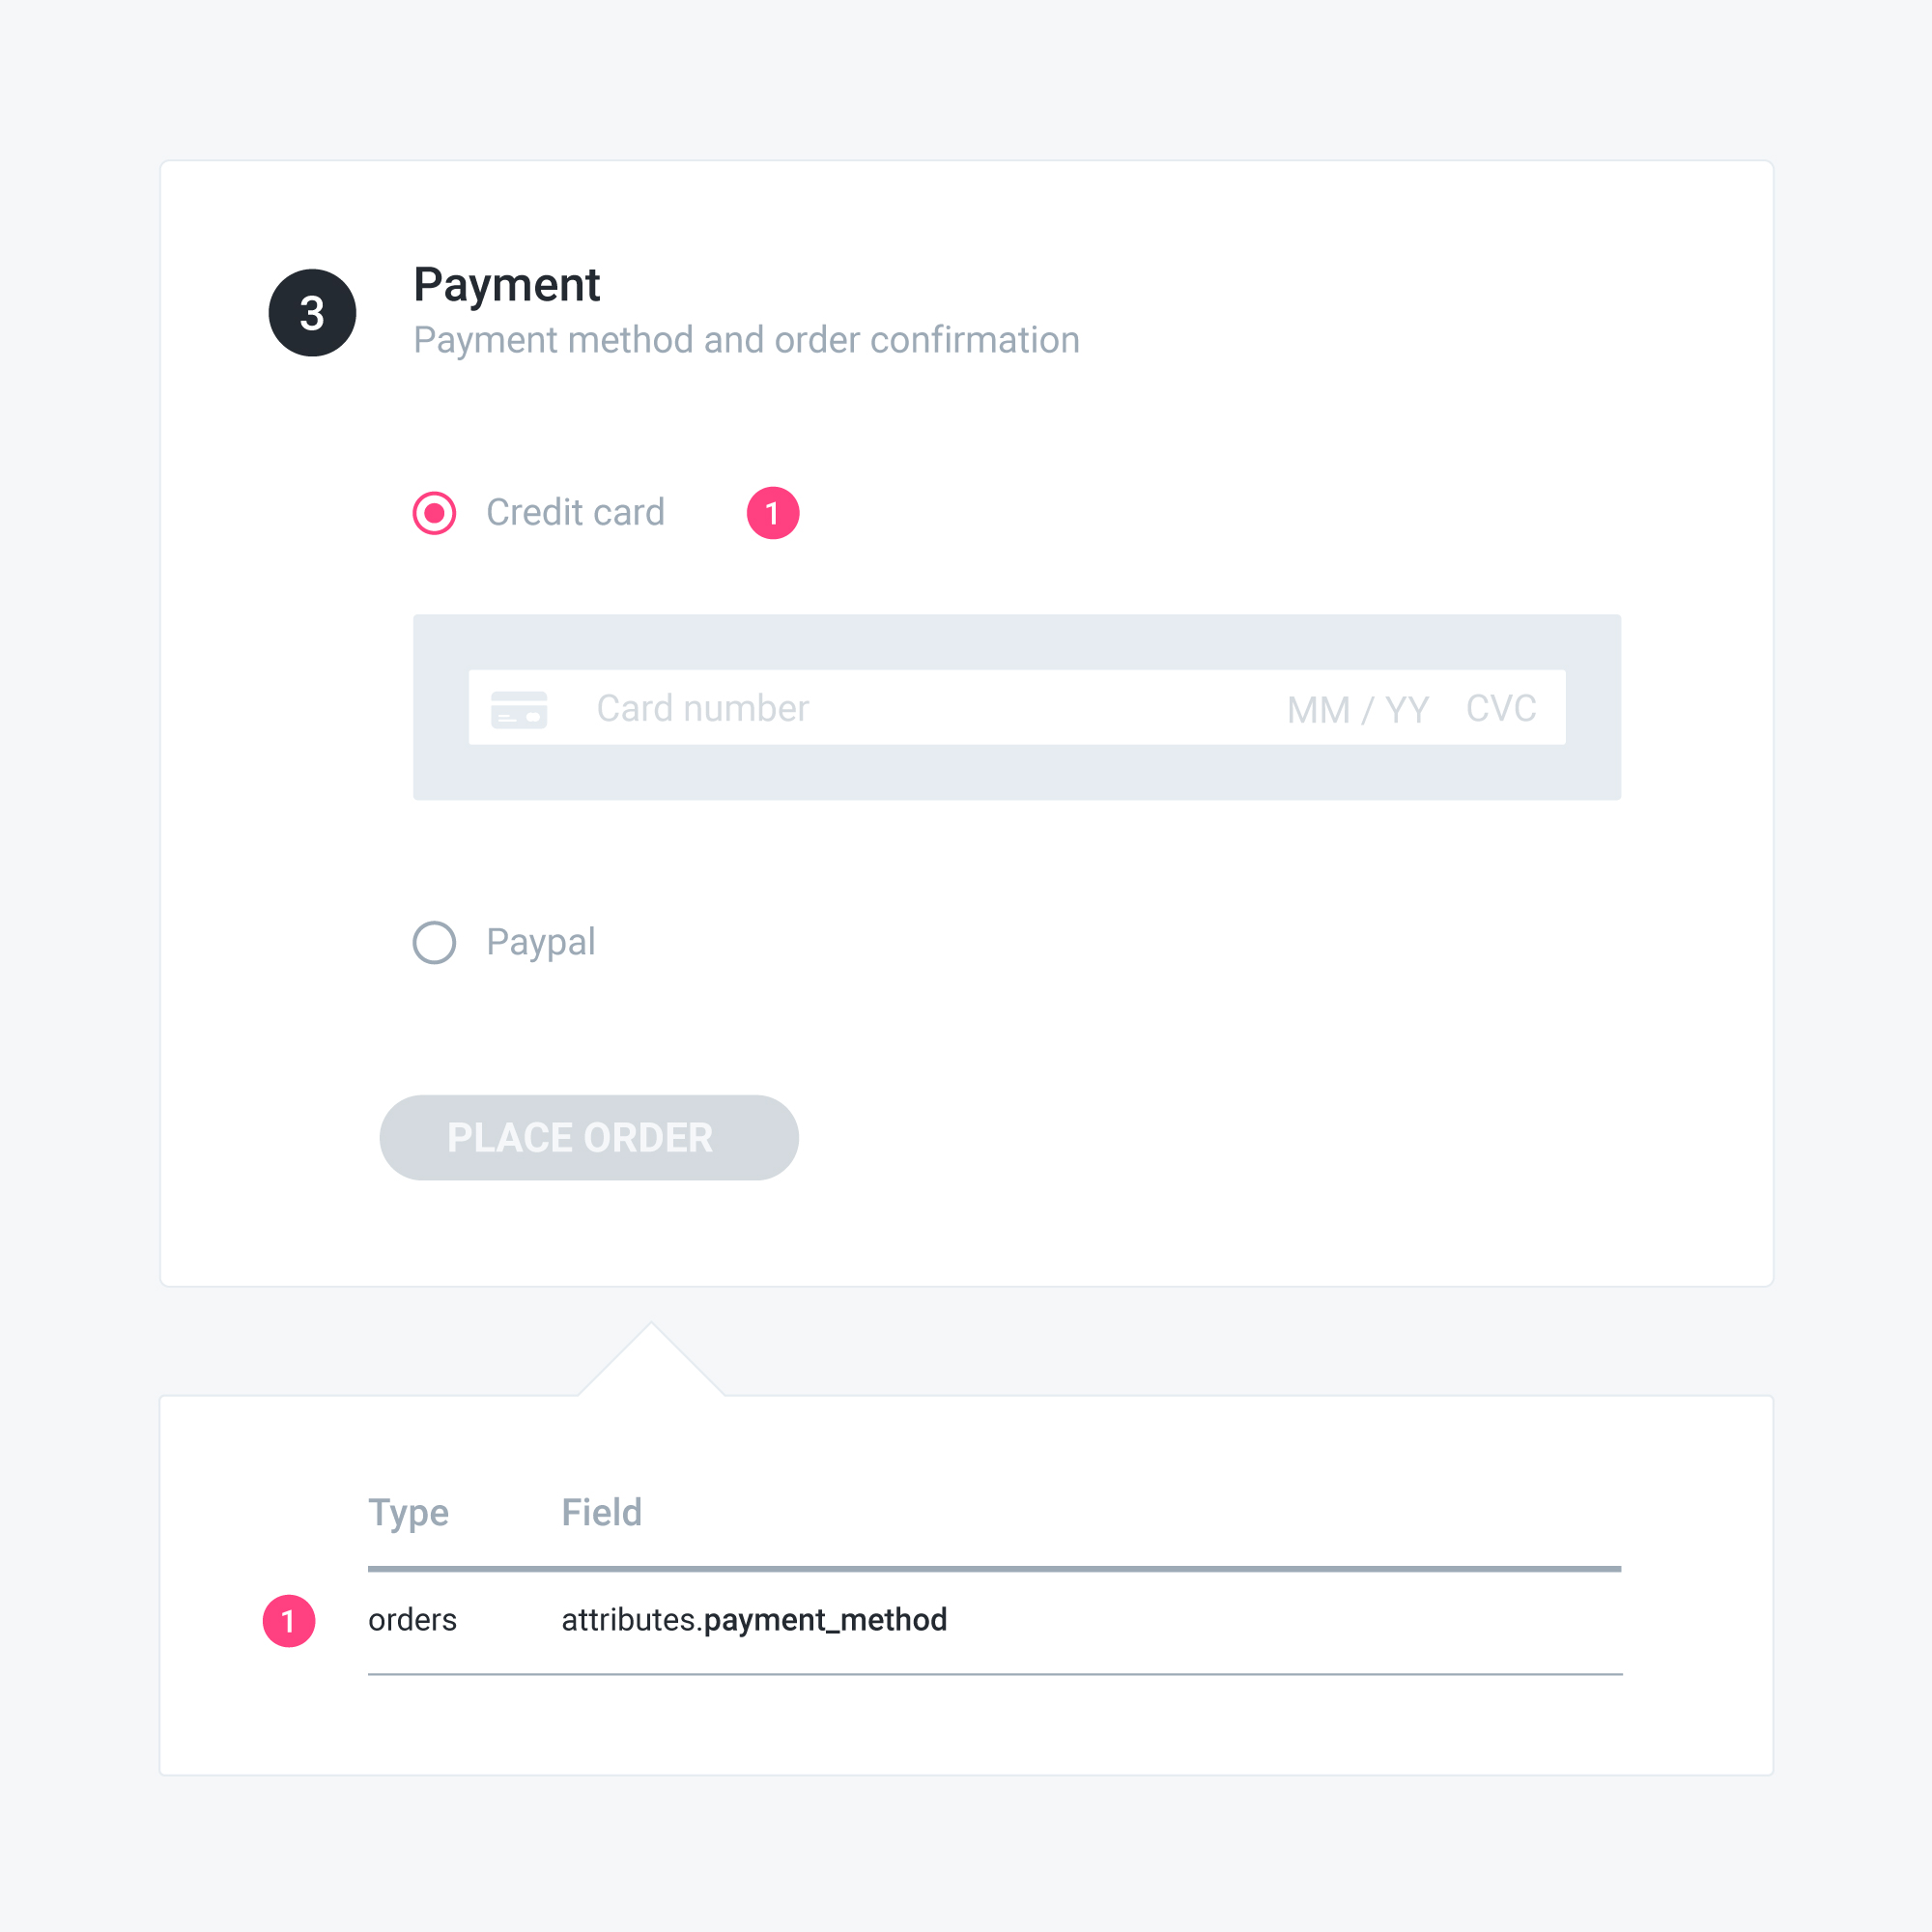 3
Payment
Payment method and order confirmation
Credit card 1
Card number MM / YY CVC
Paypal
PLACE ORDER
Type Field
1 orders attributes.payment_method